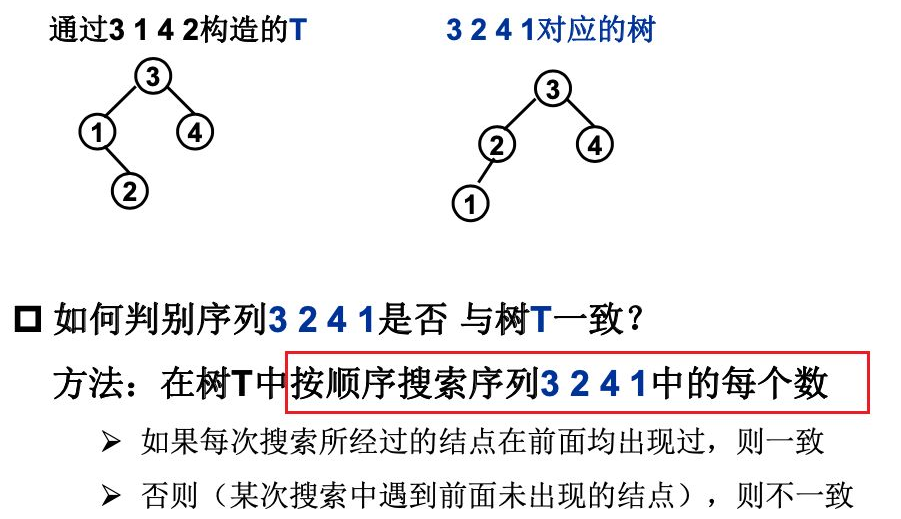 通过3 1 4 2构造的T
3 2 4 1对应的树
3
1
4
2
3
2
4
1
如何判别序列3 2 4 1是否 与树T一致？
方法：在树T中按顺序搜索序列3 2 4 1中的每个数
如果每次搜索所经过的结点在前面均出现过，则一致
否则（某次搜索中遇到前面未出现的结点），则不一致